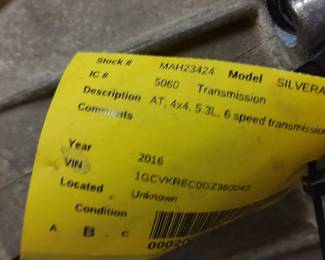 Stock # MAH23424 Model SILVERA
IC # 5060 Transmission
Description AT, 4x4, 5.3L, 6 speed transmissio
Comments
Year 2016
VIN 1GCVKREC0GZ360043
Located Unknown
Condition
A B C